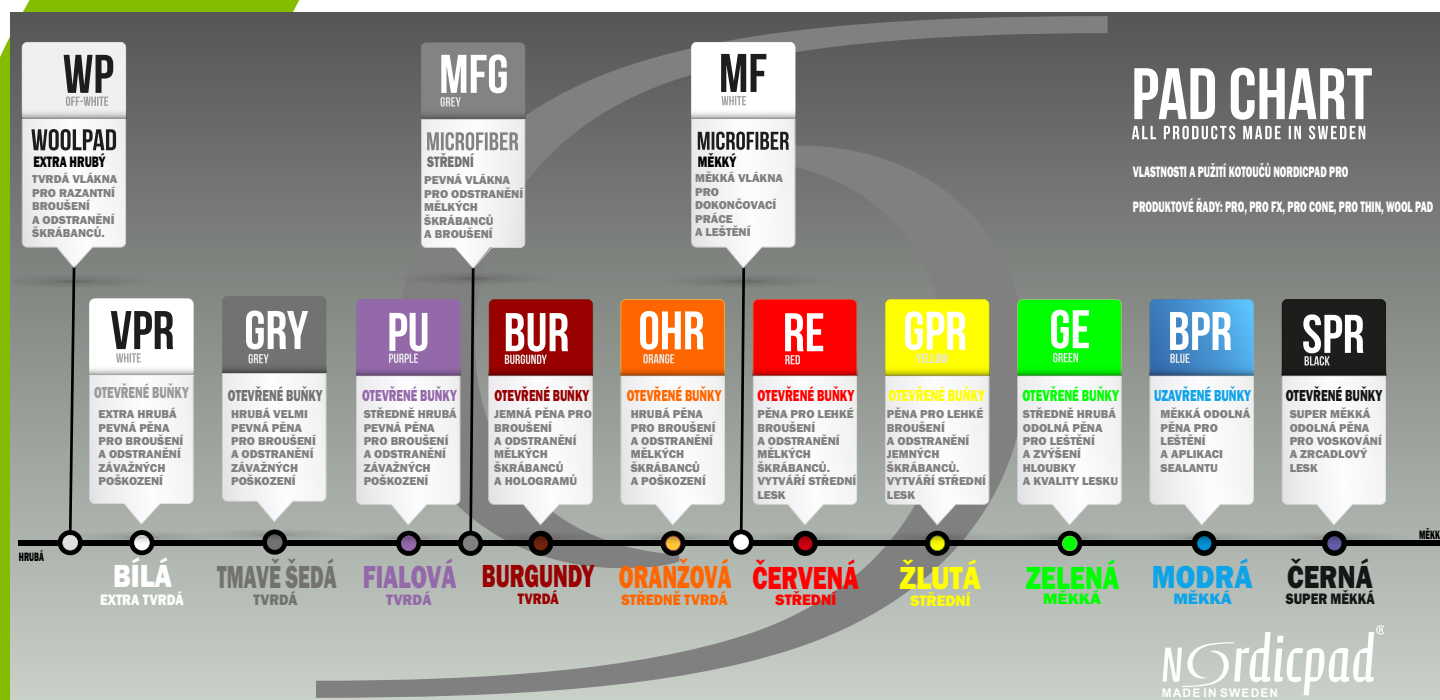 WP
OFF-WHITE
WOOLPAD
EXTRA HRUBÝ
TVRDÁ VLÁKNA
PRO RAZANTNÍ
BROUŠENÍ
A ODSTRANĚNÍ
ŠKRÁBANCŮ.
MFG
GREY
MICROFIBER
STŘEDNÍ
PEVNÁ VLÁKNA
PRO ODSTRANĚNÍ
MĚLKÝCH
ŠKRÁBANCŮ
A BROUŠENÍ
MF
WHITE
MICROFIBER
MĚKKÝ
MĚKKÁ VLÁKNA
PRO
DOKONČOVACÍ
PRÁCE
A LEŠTĚNÍ
PAD CHART
ALL PRODUCTS MADE IN SWEDEN
VLASTNOSTI A PUŽITÍ KOTOUČŮ NORDICPAD PRO
PRODUKTOVÉ ŘADY: PRO, PRO FX, PRO CONE, PRO THIN, WOOL PAD
VPR
WHITE
OTEVŘENÉ BUŇKY
EXTRA HRUBÁ
PEVNÁ PĚNA
PRO BROUŠENÍ
A ODSTRANĚNÍ
ZÁVAŽNÝCH
POŠKOZENÍ
GRY
GREY
OTEVŘENÉ BUŇKY
HRUBÁ VELMI
PEVNÁ PĚNA
PRO BROUŠENÍ
A ODSTRANĚNÍ
ZÁVAŽNÝCH
POŠKOZENÍ
PU
PURPLE
OTEVŘENÉ BUŇKY
STŘEDNĚ HRUBÁ
PEVNÁ PĚNA
PRO BROUŠENÍ
A ODSTRANĚNÍ
ZÁVAŽNÝCH
POŠKOZENÍ
BUR
BURGUNDY
OTEVŘENÉ BUŇKY
JEMNÁ PĚNA PRO
BROUŠENÍ
A ODSTRANĚNÍ
MĚLKÝCH
ŠKRÁBANCŮ
A HOLOGRAMŮ
OHR
ORANGE
OTEVŘENÉ BUŇKY
HRUBÁ PĚNA
PRO BROUŠENÍ
A ODSTRANĚNÍ
MĚLKÝCH
ŠKRÁBANCŮ
A POŠKOZENÍ
RE
RED
OTEVŘENÉ BUŇKY
PĚNA PRO LEHKÉ
BROUŠENÍ
A ODSTRANĚNÍ
MĚLKÝCH
ŠKRÁBANCŮ.
VYTVÁŘÍ STŘEDNÍ
LESK
GPR
YELLOW
OTEVŘENÉ BUŇKY
PĚNA PRO LEHKÉ
BROUŠENÍ
A ODSTRANĚNÍ
JEMNÝCH
ŠKRÁBANCŮ.
VYTVÁŘÍ STŘEDNÍ
LESK
GE
GREEN
OTEVŘENÉ BUŇKY
STŘEDNĚ HRUBÁ
ODOLNÁ PĚNA
PRO LEŠTĚNÍ
A ZVÝŠENÍ
HLOUBKY
A KVALITY LESKU
BPR
BLUE
UZAVŘENÉ BUŇKY
MĚKKÁ ODOLNÁ
PĚNA PRO
LEŠTĚNÍ
A APLIKACI
SEALANTU
SPR
BLACK
OTEVŘENÉ BUŇKY
SUPER MĚKKÁ
ODOLNÁ PĚNA
PRO VOSKOVÁNÍ
A ZRCADLOVÝ
LESK
HRUBÁ
MĚKK
BÍLÁ
EXTRA TVRDÁ
TMAVĚ ŠEDÁ
TVRDÁ
FIALOVÁ
TVRDÁ
BURGUNDY
TVRDÁ
ORANŽOVÁ
STŘEDNĚ TVRDÁ
ČERVENÁ
STŘEDNÍ
ŽLUTÁ
STŘEDNÍ
ZELENÁ
MĚKKÁ
MODRÁ
MĚKKÁ
ČERNÁ
SUPER MĚKKÁ
Nordicpad®
MADE IN SWEDEN